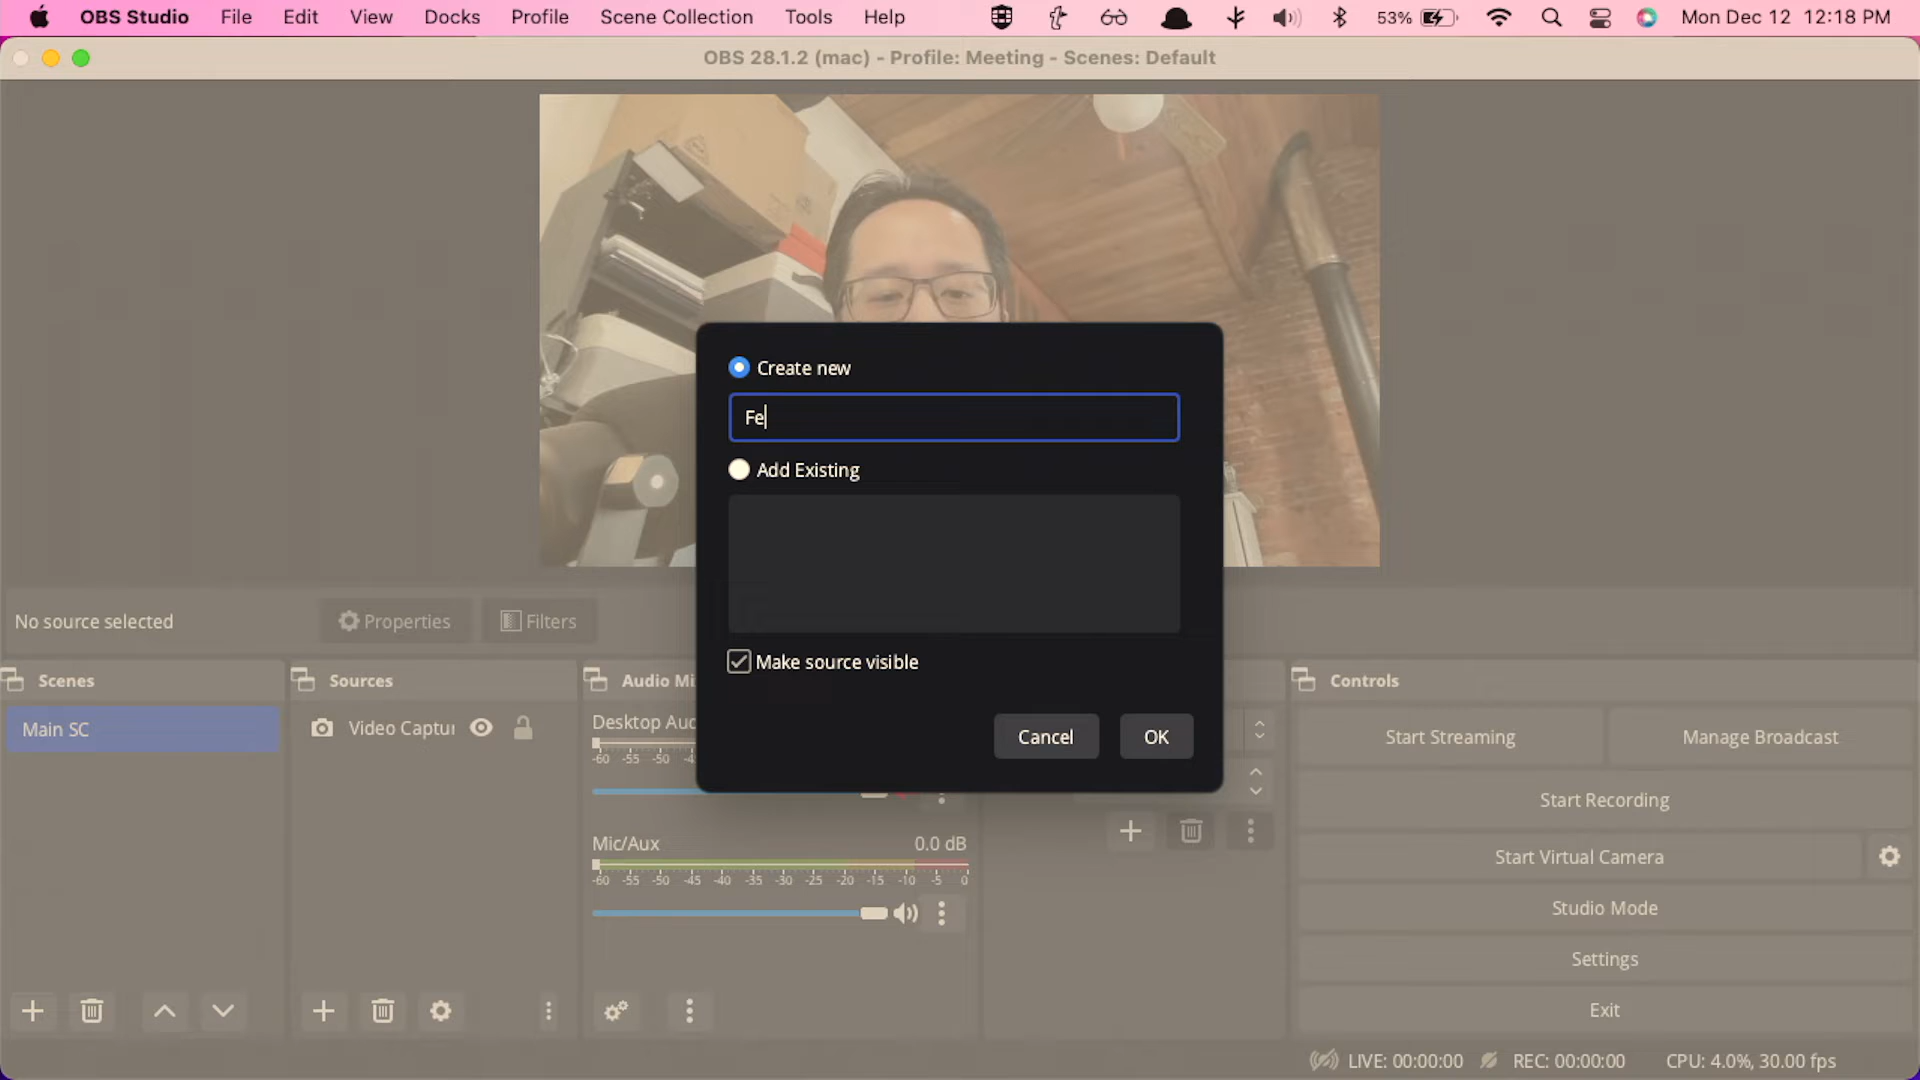 OBS Studio File Edit View Docks Profile Scene Collection Tools Help 53% Mon Dec 12 12:18 PM
OBS 28.1.2 (mac) - Profile: Meeting - Scenes: Default
Create new
Fe
Add Existing
Make source visible
Cancel OK
No source selected Properties Filters
Scenes
Main SC
Sources
Video Captur
Audio Mi
Desktop Aud
-60 -55 -50
Mic/Aux 0.0 dB
-60 -55 -50 -45 -40 -35 -30 -25 -20 -15 -10 -5 0
Controls
Start Streaming Manage Broadcast
Start Recording
Start Virtual Camera
Studio Mode
Settings
Exit
LIVE: 00:00:00 REC: 00:00:00 CPU: 4.0%, 30.00 fps